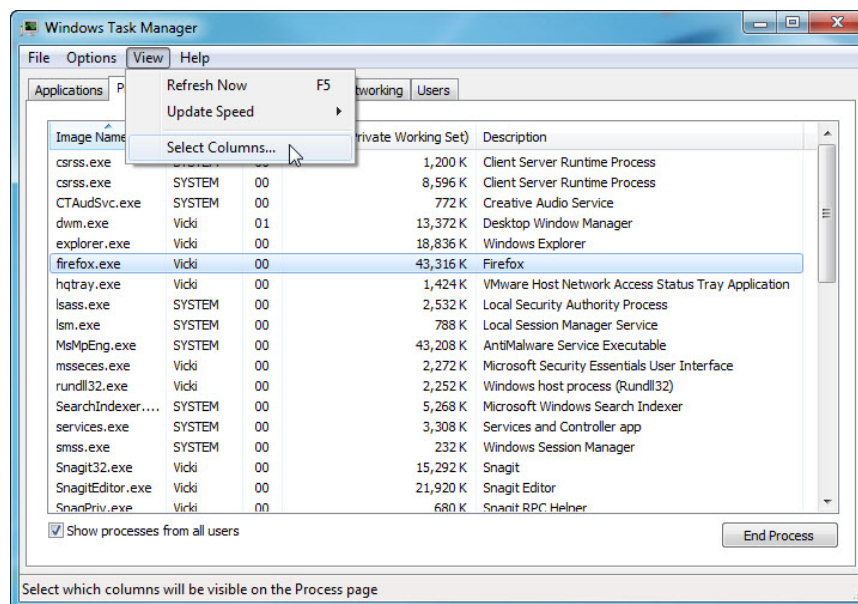 Windows Task Manager
File Options View Help
Applications P tworking Users
Refresh Now F5
Update Speed
Select Columns...
Image Name Private Working Set) Description
csrss.exe 1,200 K Client Server Runtime Process
csrss.exe SYSTEM 00 8,596 K Client Server Runtime Process
CTAudSvc.exe SYSTEM 00 772 K Creative Audio Service
dwm.exe Vicki 01 13,372 K Desktop Window Manager
explorer.exe Vicki 00 18,836 K Windows Explorer
firefox.exe Vicki 00 43,316 K Firefox
hqtray.exe Vicki 00 1,424 K VMware Host Network Access Status Tray Application
lsass.exe SYSTEM 00 2,532 K Local Security Authority Process
lsm.exe SYSTEM 00 788 K Local Session Manager Service
MsMpEng.exe SYSTEM 00 43,208 K AntiMalware Service Executable
msseces.exe Vicki 00 2,272 K Microsoft Security Essentials User Interface
rundll32.exe Vicki 00 2,252 K Windows host process (Rundll32)
SearchIndexer.... SYSTEM 00 5,268 K Microsoft Windows Search Indexer
services.exe SYSTEM 00 3,308 K Services and Controller app
smss.exe SYSTEM 00 232 K Windows Session Manager
Snagit32.exe Vicki 00 15,292 K Snagit
SnagitEditor.exe Vicki 00 21,920 K Snagit Editor
SnagPriv.exe Vicki 00 680 K Snagit RPC Helper
Show processes from all users
End Process
Select which columns will be visible on the Process page